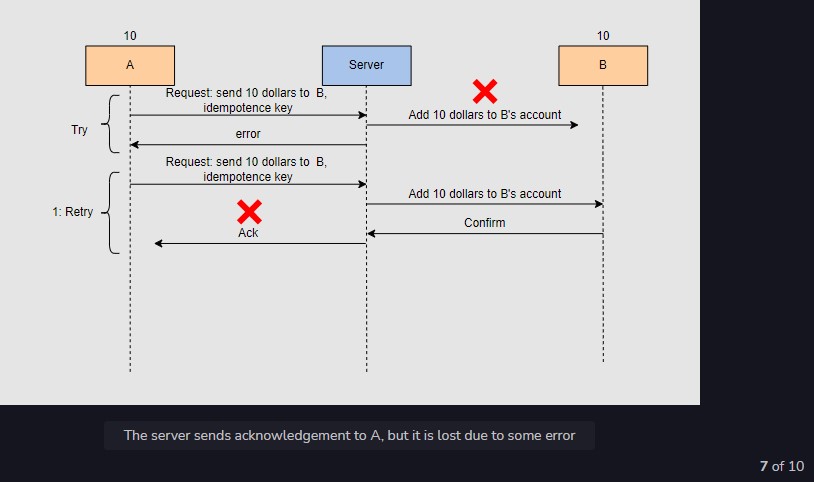 10
10
A
Server
B
Request: send 10 dollars to B,
idempotence key
Add 10 dollars to B's account
Try
error
Request: send 10 dollars to B,
idempotence key
Add 10 dollars to B's account
1: Retry
Confirm
Ack
The server sends acknowledgement to A, but it is lost due to some error
7 of 10